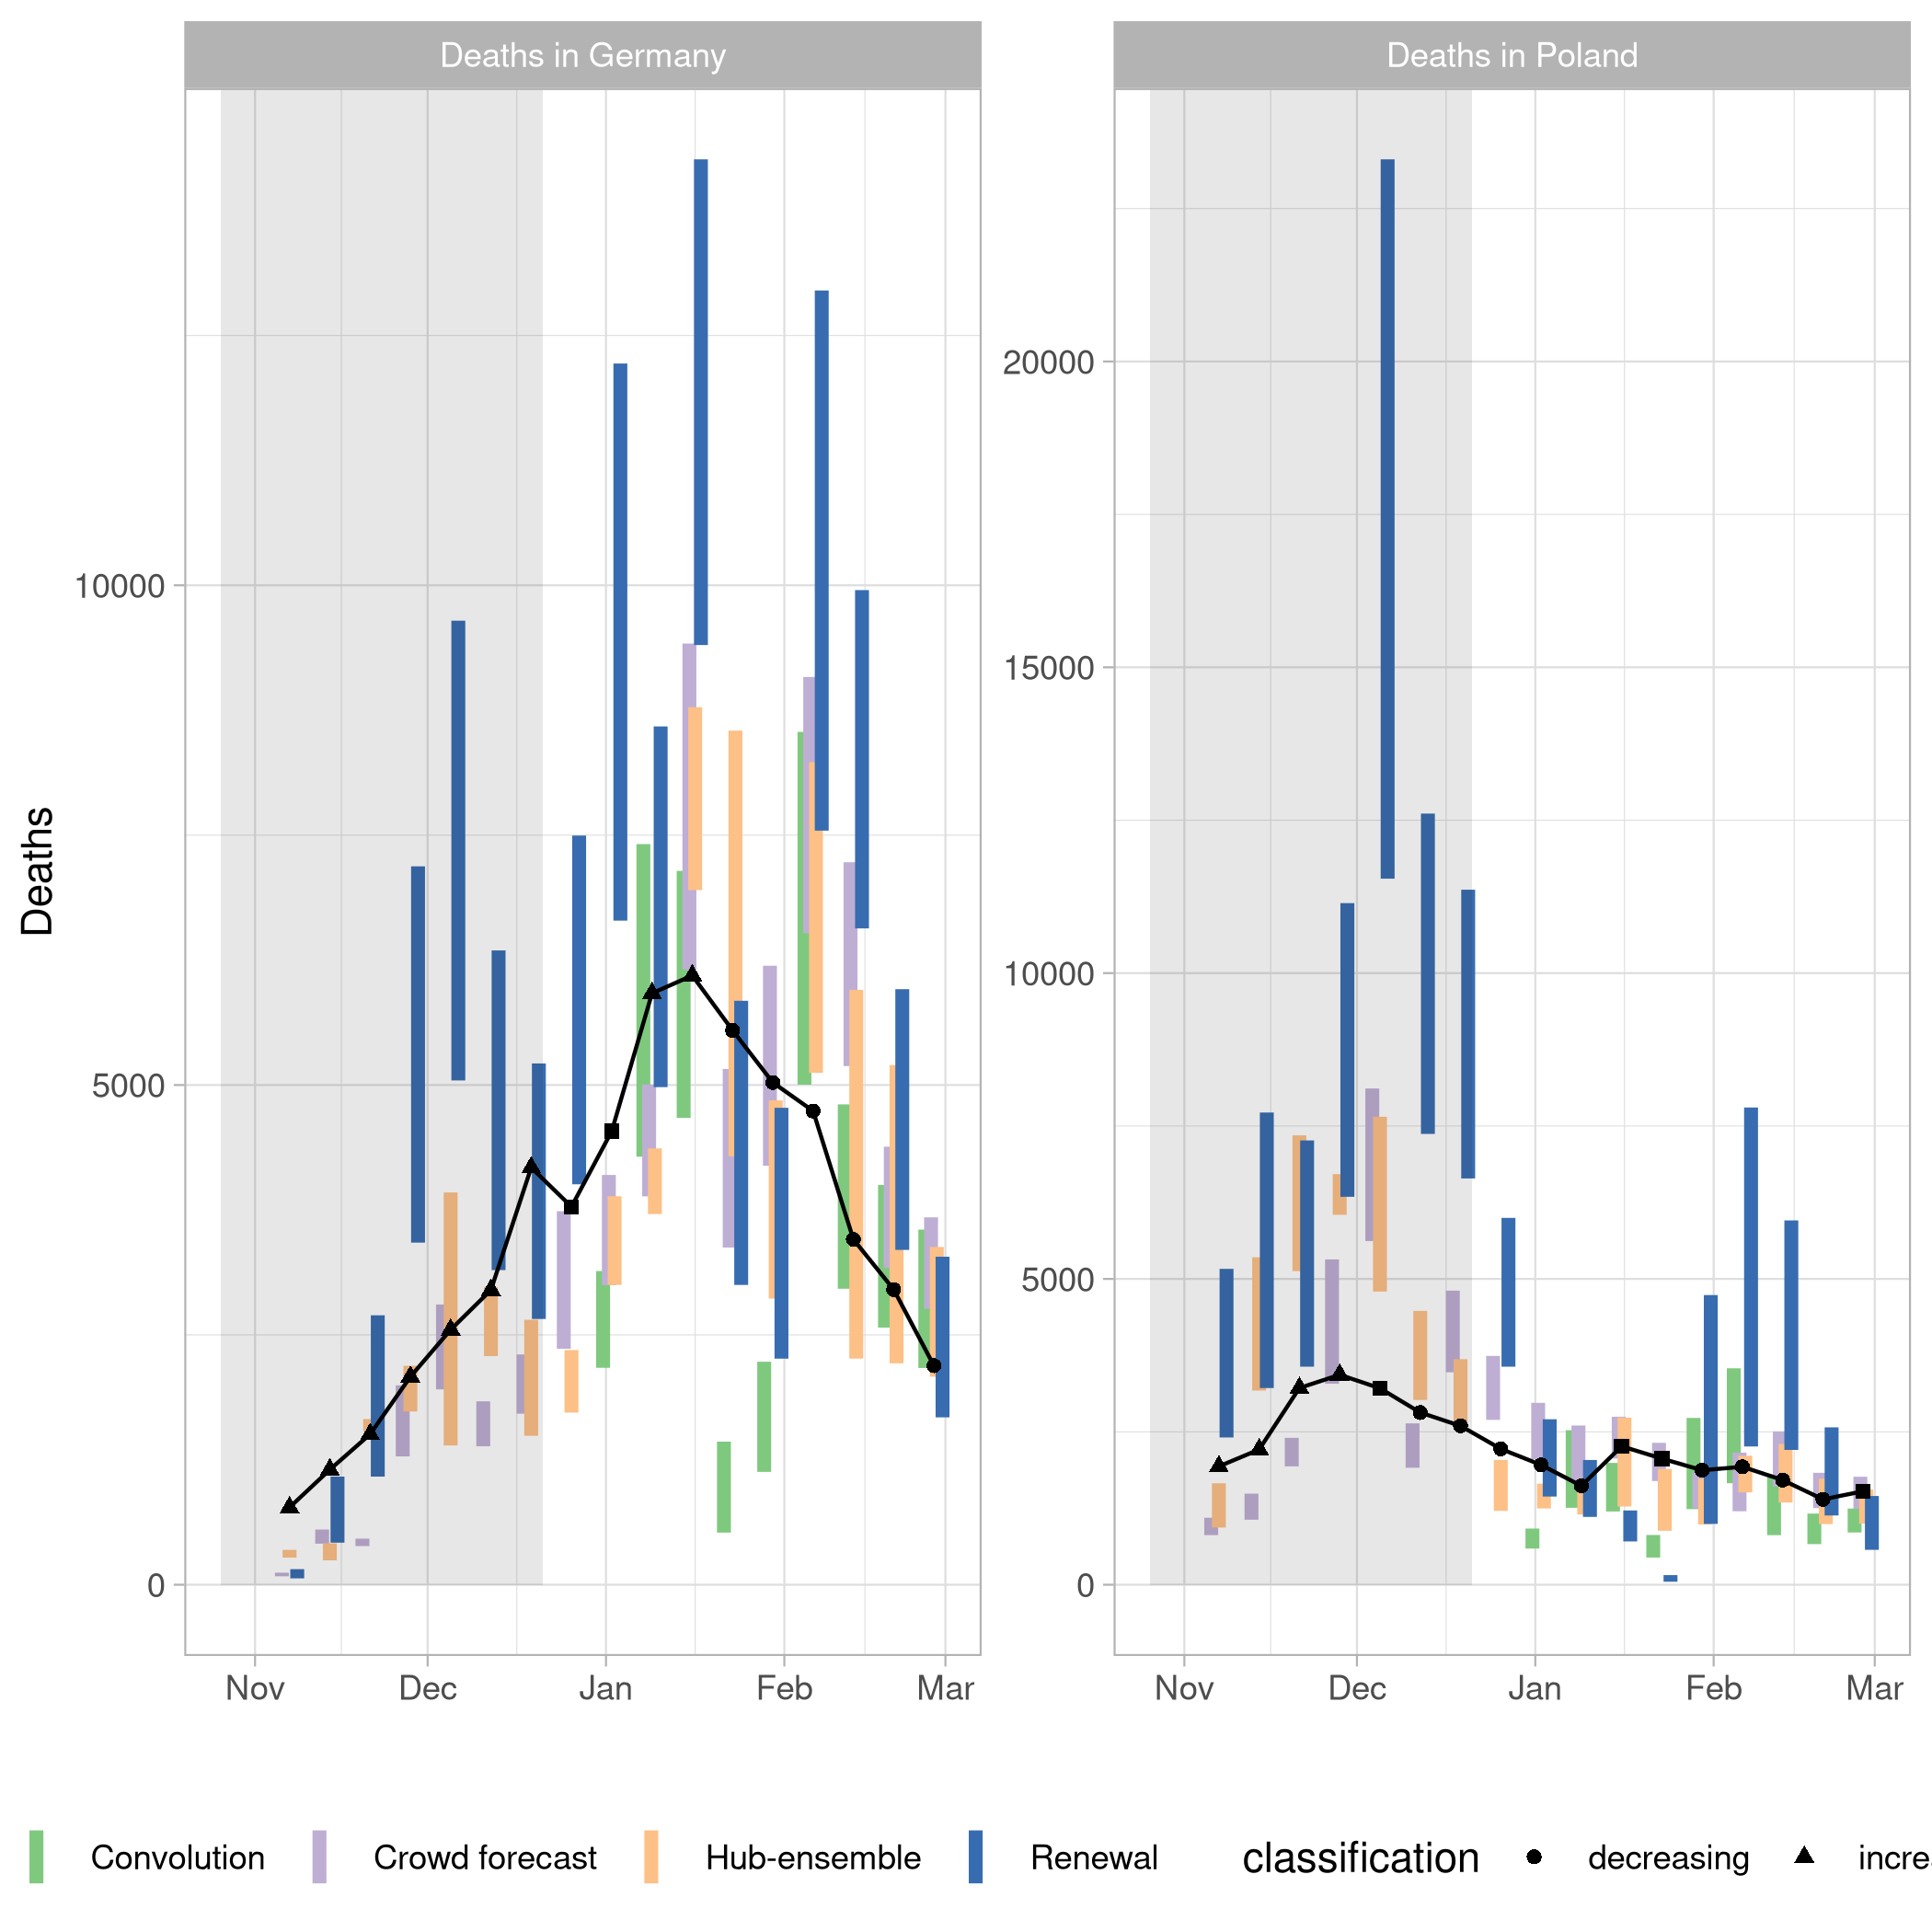 Deaths in Germany
Deaths in Poland
Deaths
10000
5000
0
20000
15000
10000
5000
0
Nov Dec Jan Feb Mar
Nov Dec Jan Feb Mar
Convolution Crowd forecast Hub-ensemble Renewal classification decreasing incre